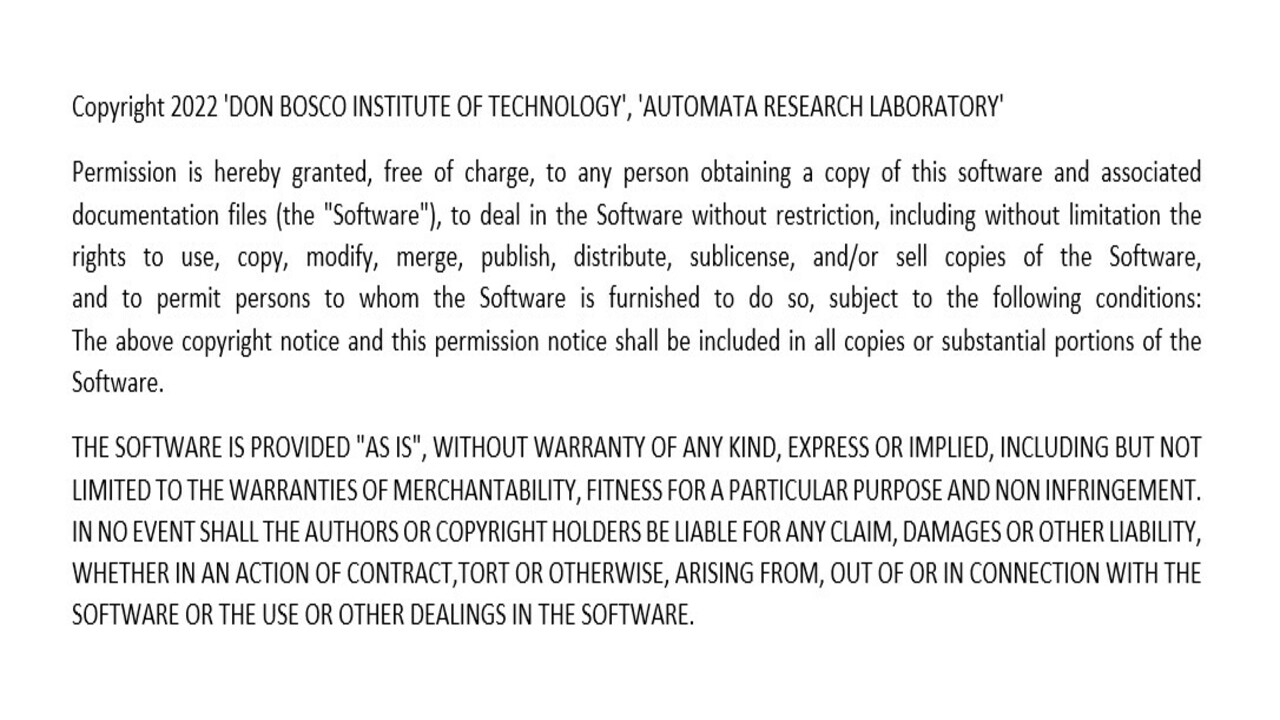 Copyright 2022 'DON BOSCO INSTITUTE OF TECHNOLOGY', 'AUTOMATA RESEARCH LABORATORY'
Permission is hereby granted, free of charge, to any person obtaining a copy of this software and associated
documentation files (the "Software"), to deal in the Software without restriction, including without limitation the
rights to use, copy, modify, merge, publish, distribute, sublicense, and/or sell copies of the Software,
and to permit persons to whom the Software is furnished to do so, subject to the following conditions:
The above copyright notice and this permission notice shall be included in all copies or substantial portions of the
Software.
THE SOFTWARE IS PROVIDED "AS IS", WITHOUT WARRANTY OF ANY KIND, EXPRESS OR IMPLIED, INCLUDING BUT NOT
LIMITED TO THE WARRANTIES OF MERCHANTABILITY, FITNESS FOR A PARTICULAR PURPOSE AND NON INFRINGEMENT.
IN NO EVENT SHALL THE AUTHORS OR COPYRIGHT HOLDERS BE LIABLE FOR ANY CLAIM, DAMAGES OR OTHER LIABILITY,
WHETHER IN AN ACTION OF CONTRACT,TORT OR OTHERWISE, ARISING FROM, OUT OF OR IN CONNECTION WITH THE
SOFTWARE OR THE USE OR OTHER DEALINGS IN THE SOFTWARE.